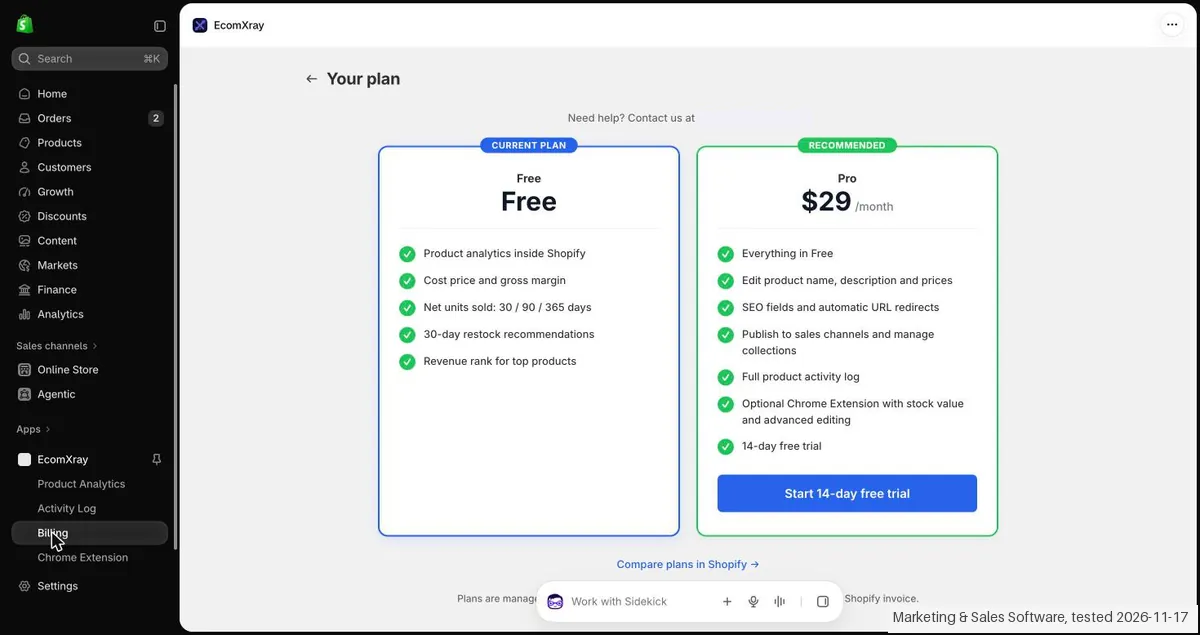 EcomXray
Search ⌘K
Home
Orders 2
Products
Customers
Growth
Discounts
Content
Markets
Finance
Analytics
Sales channels
Online Store
Agentic
Apps
EcomXray
Product Analytics
Activity Log
Billing
Chrome Extension
Settings
← Your plan
Need help? Contact us at
CURRENT PLAN
Free
Free
Product analytics inside Shopify
Cost price and gross margin
Net units sold: 30 / 90 / 365 days
30-day restock recommendations
Revenue rank for top products
RECOMMENDED
Pro
$29 /month
Everything in Free
Edit product name, description and prices
SEO fields and automatic URL redirects
Publish to sales channels and manage
collections
Full product activity log
Optional Chrome Extension with stock value
and advanced editing
14-day free trial
Start 14-day free trial
Compare plans in Shopify →
Plans are manage
Shopify invoice.
Work with Sidekick
Marketing & Sales Software, tested 2026-11-17